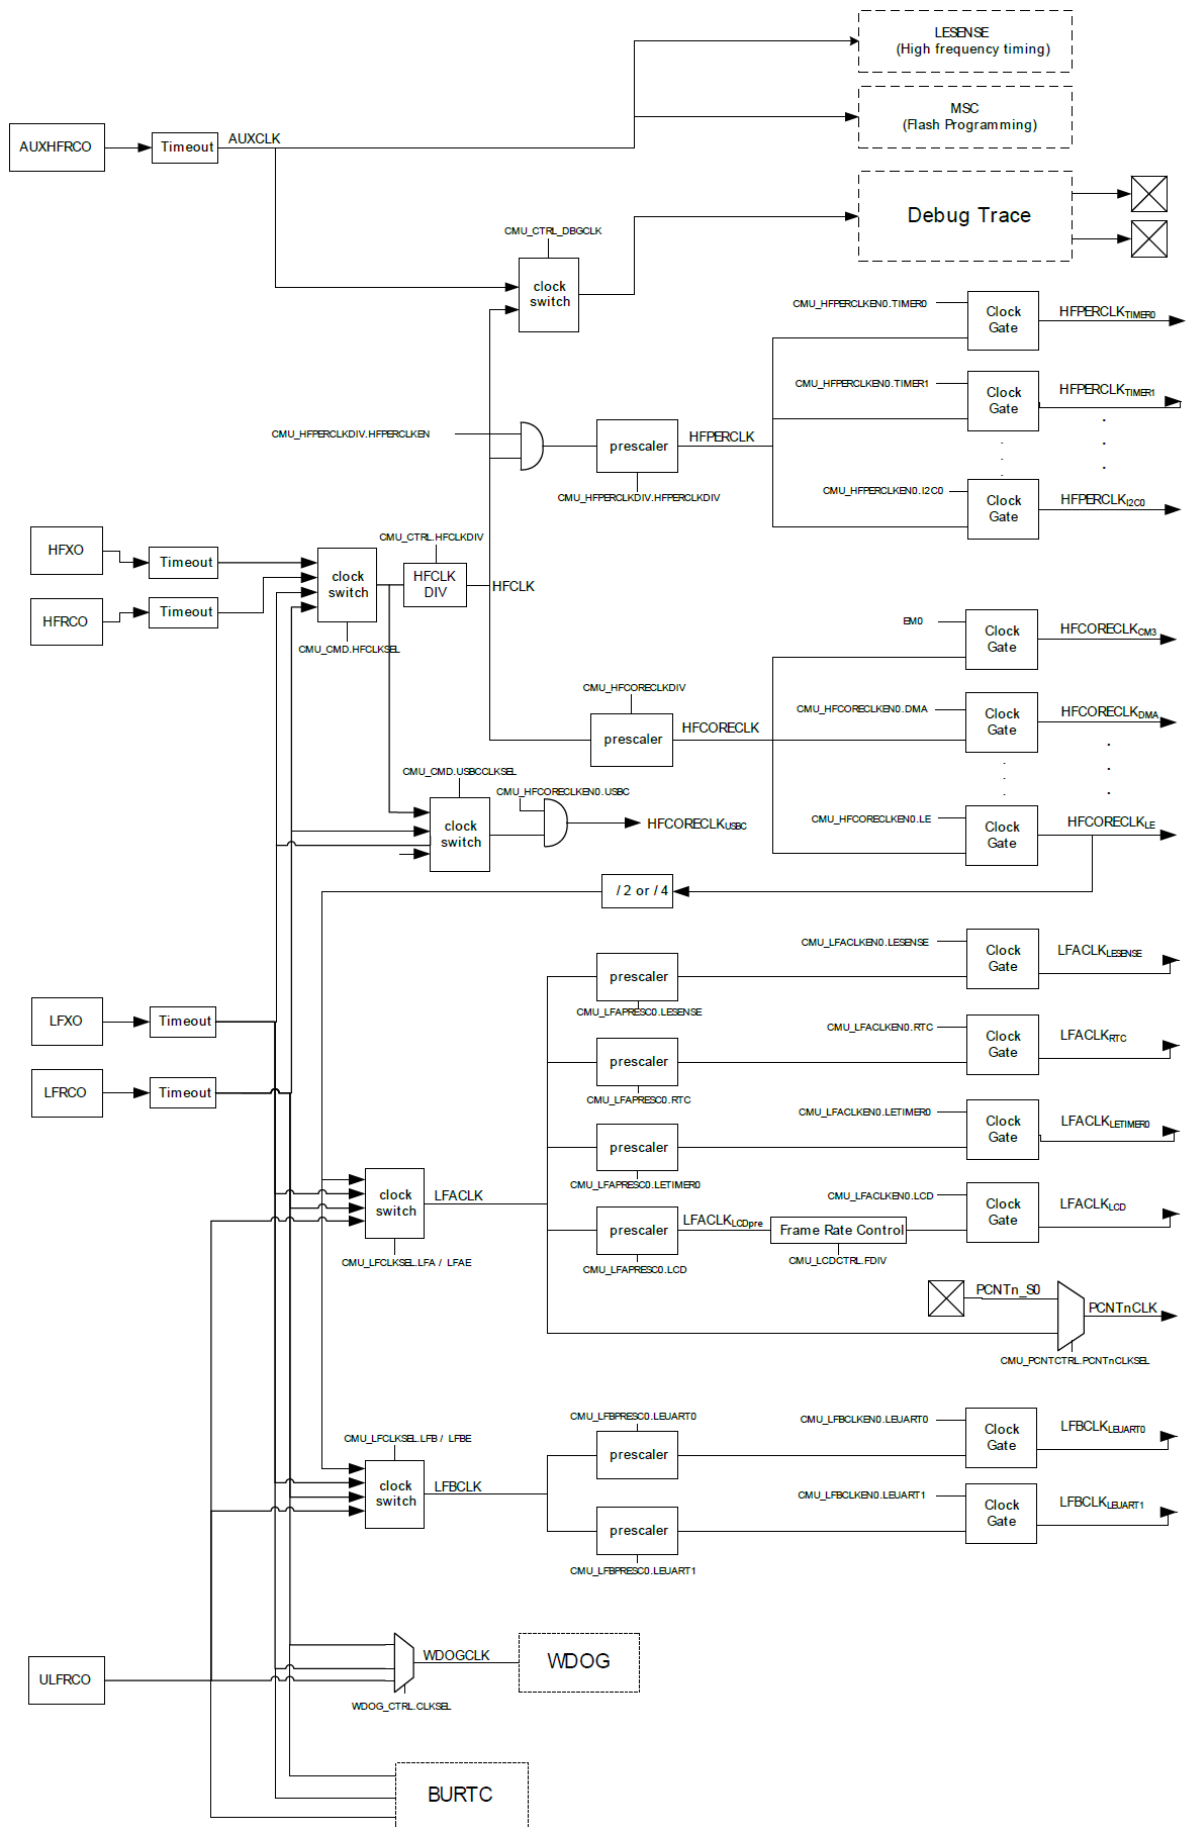 LESENSE
(High frequency timing)
MSC
(Flash Programming)
AUXHFRCO
Timeout
AUXCLK
Debug Trace
CMU_CTRL_DBGCLK
clock
switch
CMU_HFPERCLKEN0.TIMER0
Clock
Gate
HFPERCLKTIMER0
CMU_HFPERCLKEN0.TIMER1
Clock
Gate
HFPERCLKTIMER1
CMU_HFPERCLKDIV.HFPERCLKEN
prescaler
HFPERCLK
CMU_HFPERCLKDIV.HFPERCLKDIV
CMU_HFPERCLKEN0.I2C0
Clock
Gate
HFPERCLKI2C0
HFXO
Timeout
HFRCO
Timeout
clock
switch
CMU_CMD.HFCLKSEL
CMU_CTRL.HFCLKDIV
HFCLK
DIV
HFCLK
EM0
Clock
Gate
HFCORECLKCM3
CMU_HFCORECLKDIV
prescaler
HFCORECLK
CMU_HFCORECLKEN0.DMA
Clock
Gate
HFCORECLKDMA
CMU_CMD.USBCCLKSEL
CMU_HFCORECLKEN0.USBC
clock
switch
HFCORECLKUSBC
CMU_HFCORECLKEN0.LE
Clock
Gate
HFCORECLKLE
/ 2 or / 4
CMU_LFACLKEN0.LESENSE
prescaler
CMU_LFAPRESC0.LESENSE
Clock
Gate
LFACLKLESENSE
LFXO
Timeout
CMU_LFACLKEN0.RTC
prescaler
CMU_LFAPRESC0.RTC
Clock
Gate
LFACLKRTC
LFRCO
Timeout
CMU_LFACLKEN0.LETIMER0
prescaler
CMU_LFAPRESC0.LETIMER0
Clock
Gate
LFACLKLETIMER0
clock
switch
LFACLK
CMU_LFCLKSEL.LFA / LFAE
prescaler
CMU_LFAPRESC0.LCD
LFACLKLCDpre
Frame Rate Control
CMU_LCDCTRL.FDIV
CMU_LFACLKEN0.LCD
Clock
Gate
LFACLKLCD
PCNTn_S0
PCNTnCLK
CMU_PCNTCTRL.PCNTnCLKSEL
CMU_LFCLKSEL.LFB / LFBE
clock
switch
LFBCLK
CMU_LFBPRESC0.LEUART0
prescaler
CMU_LFBCLKEN0.LEUART0
Clock
Gate
LFBCLKLEUART0
prescaler
CMU_LFBPRESC0.LEUART1
CMU_LFBCLKEN0.LEUART1
Clock
Gate
LFBCLKLEUART1
ULFRCO
WDOGCLK
WDOG
WDOG_CTRL.CLKSEL
BURTC